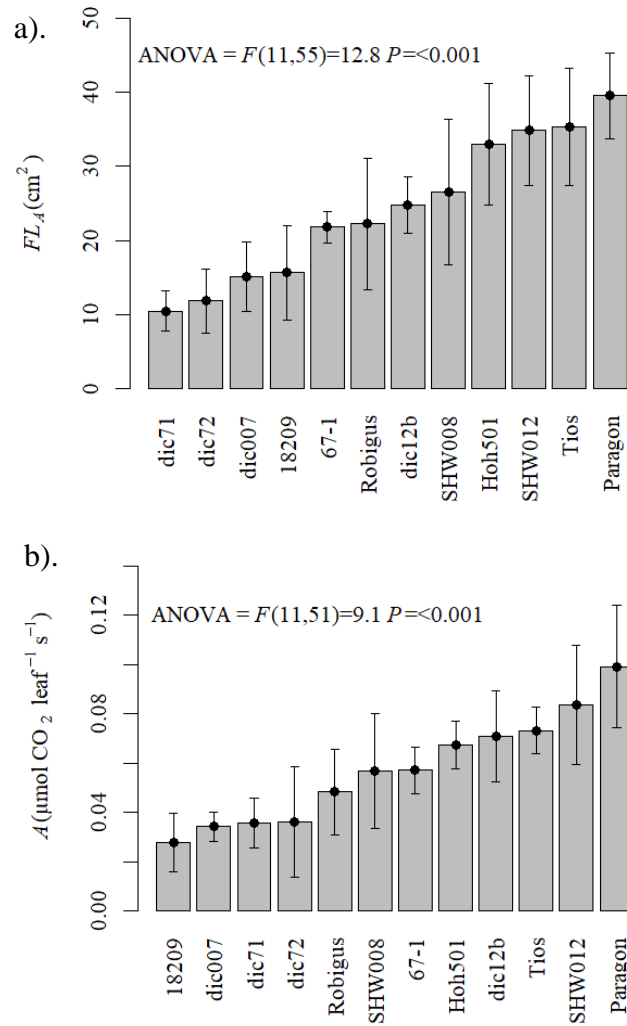 a).
ANOVA = F(11,55)=12.8 P=<0.001
FL_A(cm²)
50
40
30
20
10
0
dic71
dic72
dic007
18209
67-1
Robigus
dic12b
SHW008
Hoh501
SHW012
Tios
Paragon
b).
ANOVA = F(11,51)=9.1 P=<0.001
A(μmol CO₂ leaf⁻¹ s⁻¹)
0.12
0.08
0.04
0.00
18209
dic007
dic71
dic72
Robigus
SHW008
67-1
Hoh501
dic12b
Tios
SHW012
Paragon